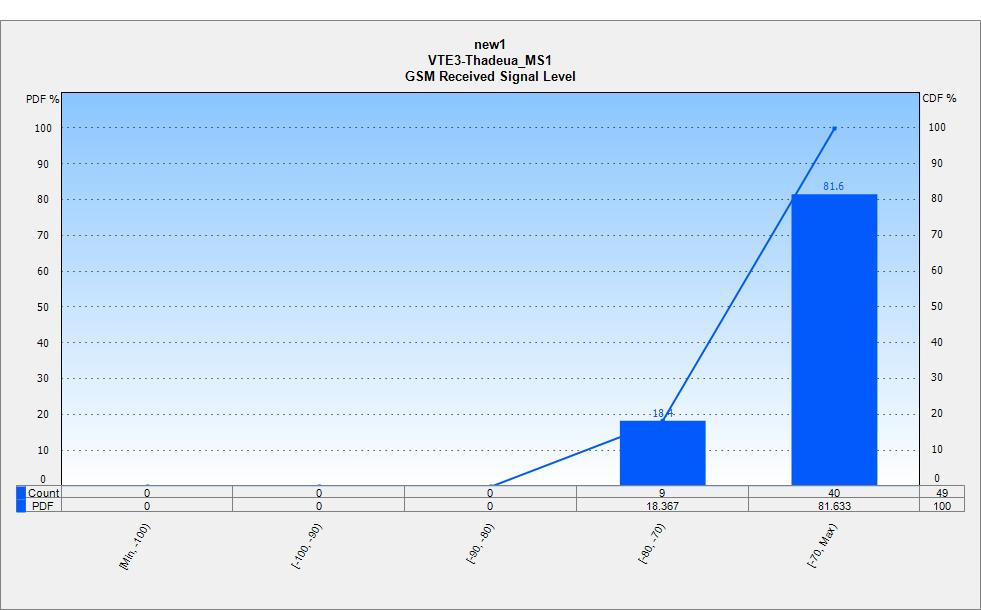 new1
VTE3-Thadeua_MS1
GSM Received Signal Level
PDF % CDF %
100 100
90 90
80 80
70 70
60 60
50 50
40 40
30 30
20 20
10 10
0 0
81.6
18.4
Count 0 0 0 9 40 49
PDF 0 0 0 18.367 81.633 100
[Min, -100) [-100, -90) [-90, -80) [-80, -70) [-70, Max)